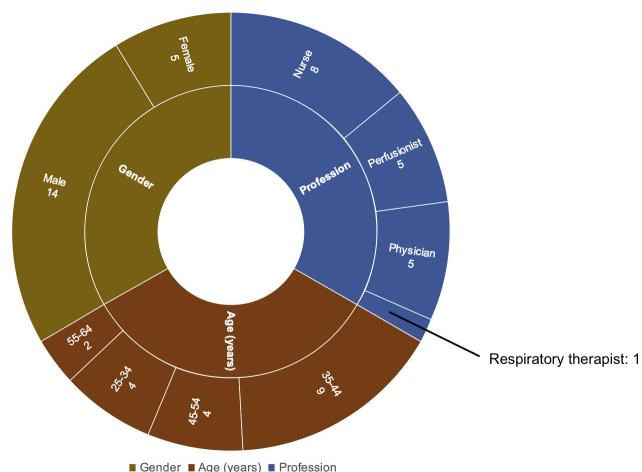 Female
5
Nurse
8
Male
14
Gender
Profession
Perfusionist
5
Physician
5
Age (years)
55-64
2
25-34
4
45-54
4
35-44
9
Respiratory therapist: 1
Gender Age (years) Profession